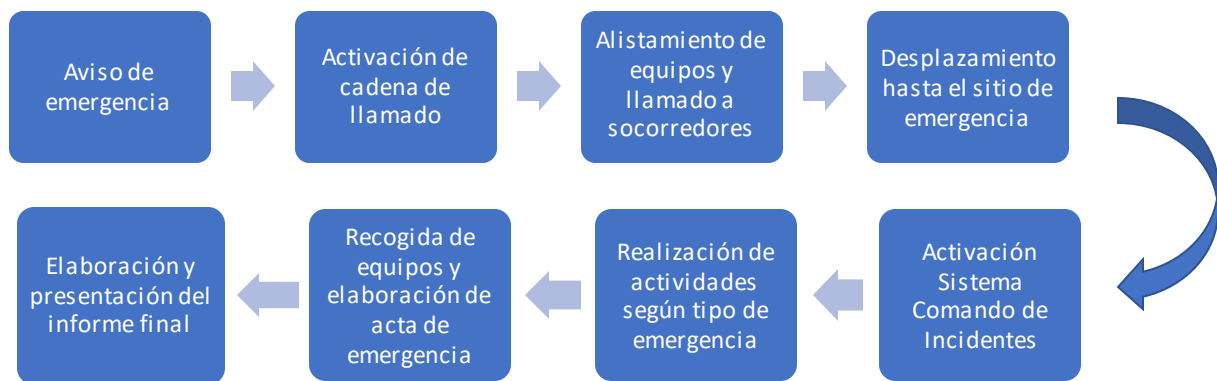 Aviso de
emergencia
Activación de
cadena de
llamado
Alistamiento de
equipos y
llamado a
socorredores
Desplazamiento
hasta el sitio de
emergencia
Activación
Sistema
Comando de
Incidentes
Realización de
actividades
según tipo de
emergencia
Recogida de
equipos y
elaboración de
acta de
emergencia
Elaboración y
presentación del
informe final